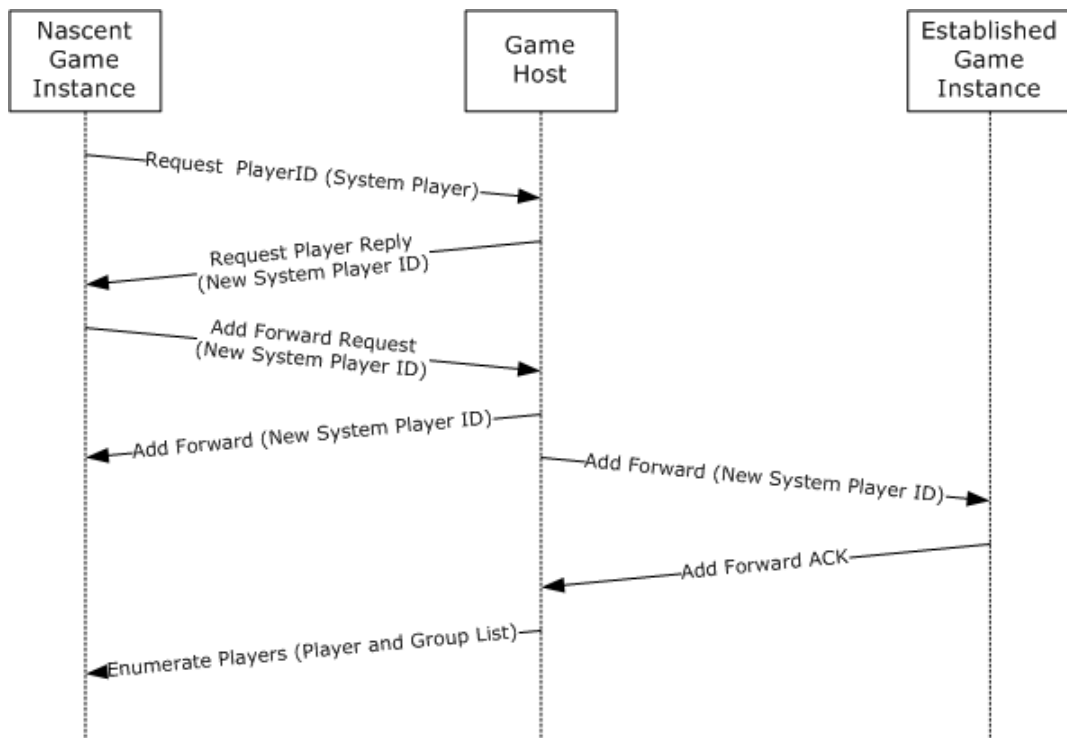 Nascent
Game
Instance
Game
Host
Established
Game
Instance
Request PlayerID (System Player)
Request Player Reply
(New System Player ID)
Add Forward Request
(New System Player ID)
Add Forward (New System Player ID)
Add Forward (New System Player ID)
Add Forward ACK
Enumerate Players (Player and Group List)